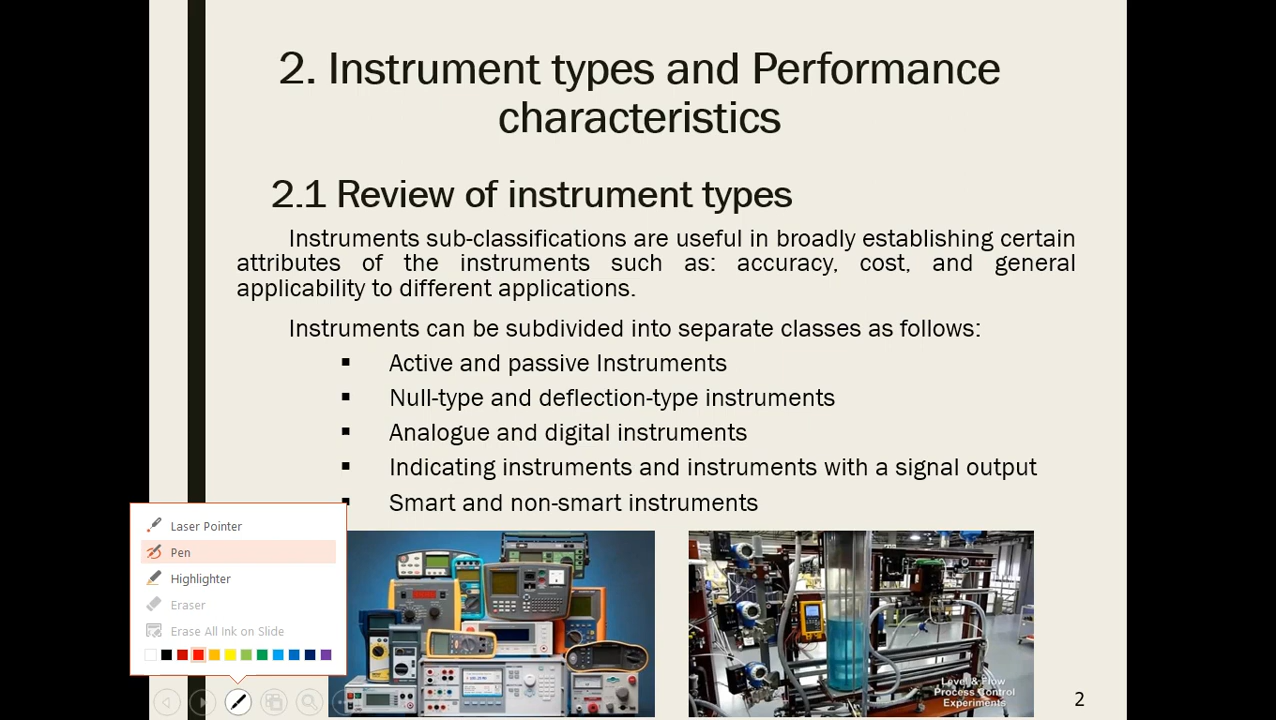 2. Instrument types and Performance
characteristics
2.1 Review of instrument types
Instruments sub-classifications are useful in broadly establishing certain
attributes of the instruments such as: accuracy, cost, and general
applicability to different applications.
Instruments can be subdivided into separate classes as follows:
▪ Active and passive Instruments
▪ Null-type and deflection-type instruments
▪ Analogue and digital instruments
▪ Indicating instruments and instruments with a signal output
▪ Smart and non-smart instruments
Laser Pointer
Pen
Highlighter
Eraser
Erase All Ink on Slide
Level & Flow
Process Control
Experiments
2